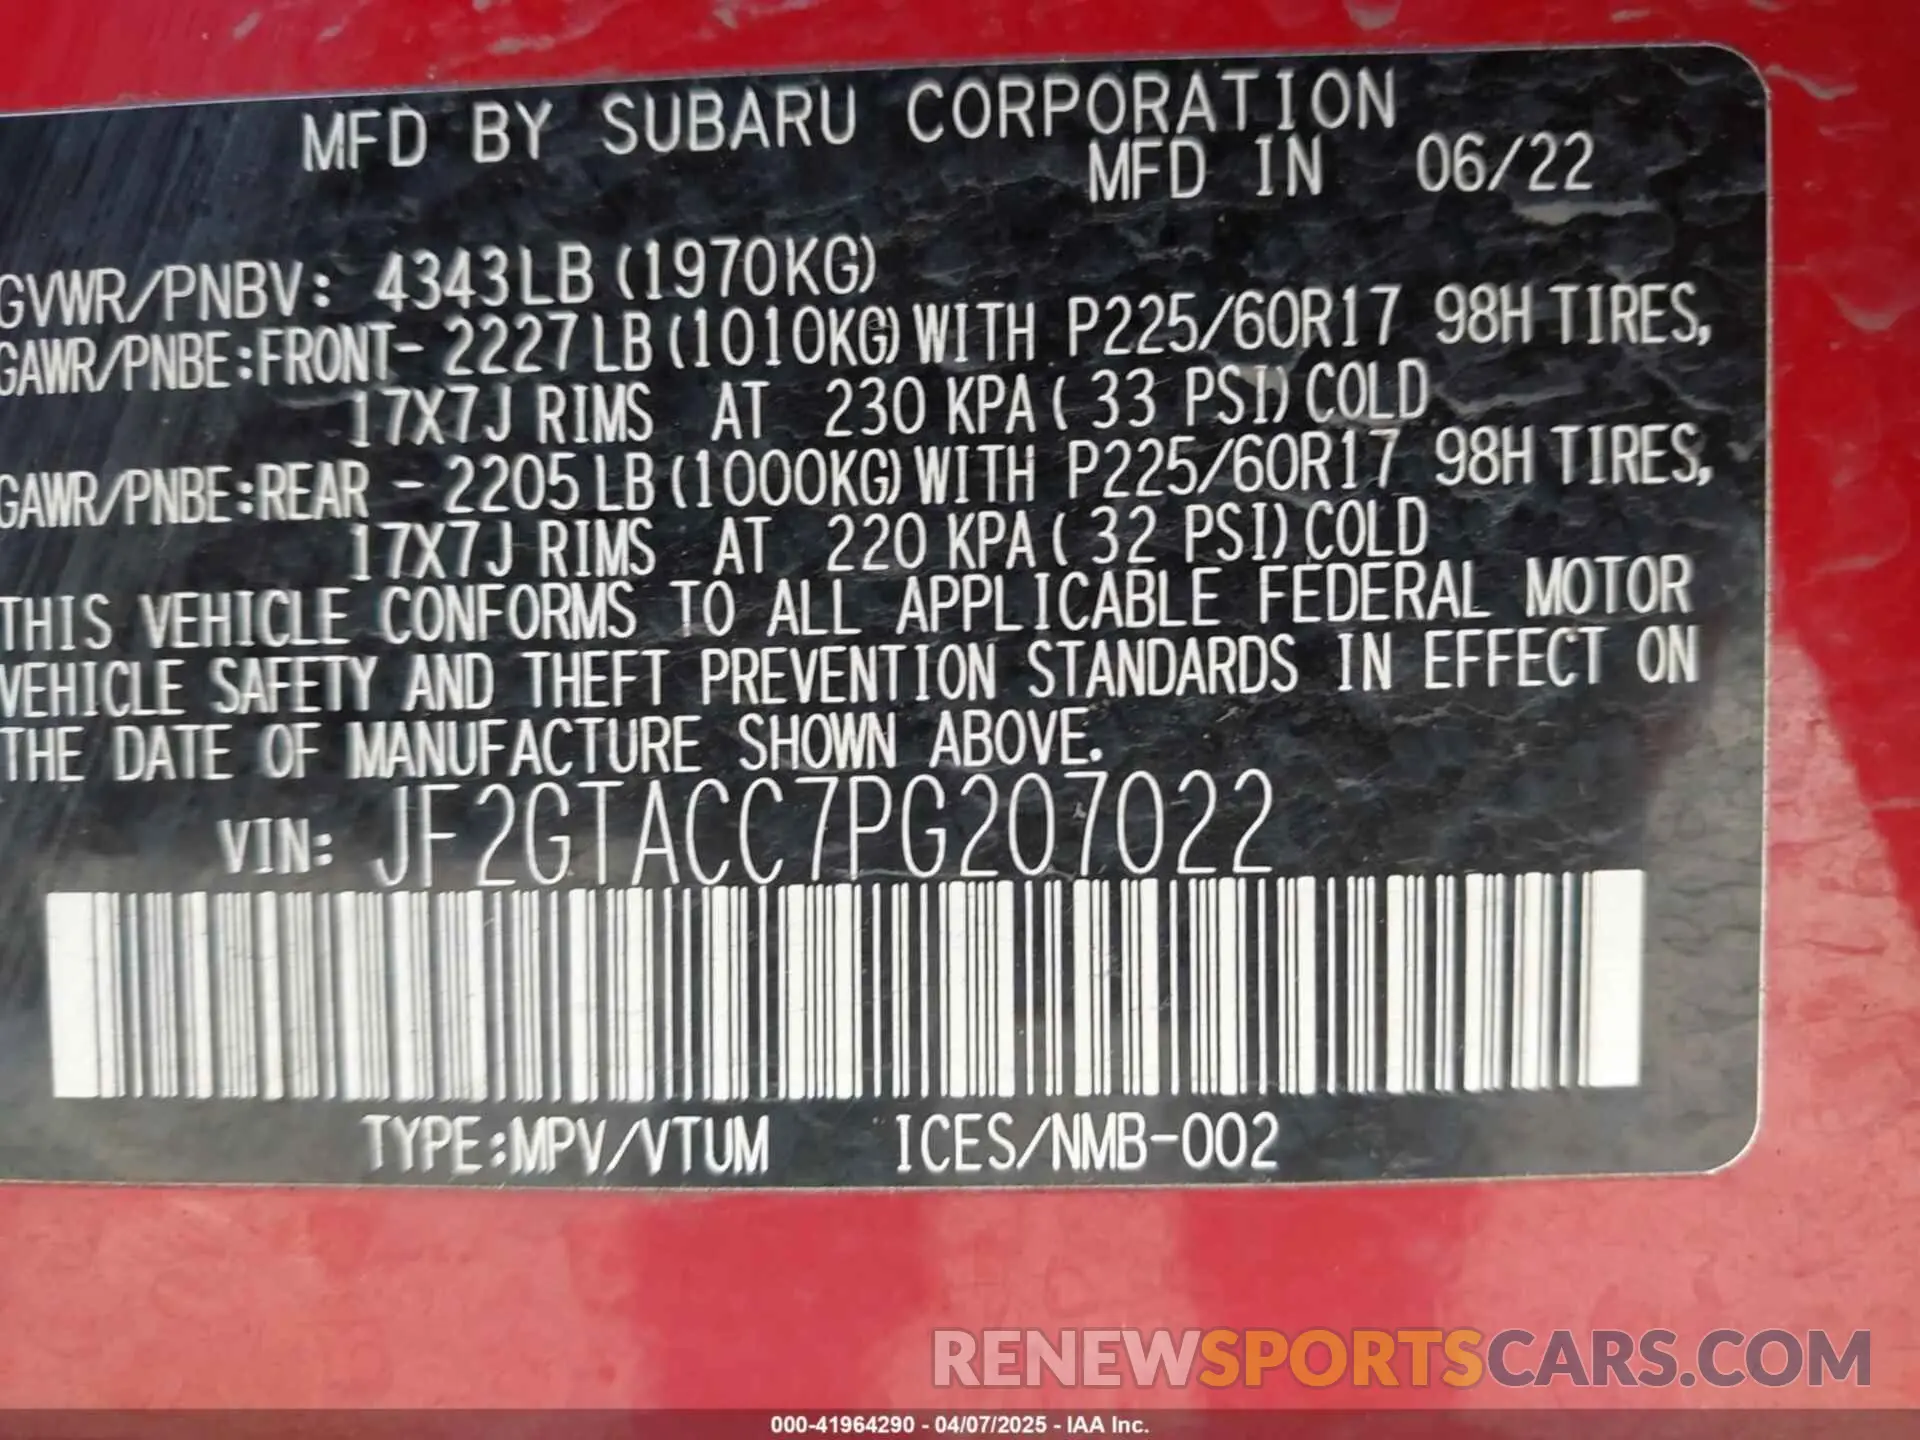 MFD BY SUBARU CORPORATION
MFD IN 06/22
GVWR/PNBV: 4343LB (1970KG)
GAWR/PNBE:FRONT- 2227LB (1010KG) WITH P225/60R17 98H TIRES,
17X7J RIMS AT 230 KPA ( 33 PSI) COLD
GAWR/PNBE:REAR - 2205LB (1000KG) WITH P225/60R17 98H TIRES,
17X7J RIMS AT 220 KPA ( 32 PSI) COLD
THIS VEHICLE CONFORMS TO ALL APPLICABLE FEDERAL MOTOR
VEHICLE SAFETY AND THEFT PREVENTION STANDARDS IN EFFECT ON
THE DATE OF MANUFACTURE SHOWN ABOVE.
VIN: JF2GTACC7PG207022
TYPE:MPV/VTUM ICES/NMB-002
RENEWSPORTSCARS.COM
000-41964290 - 04/07/2025 - IAA Inc.